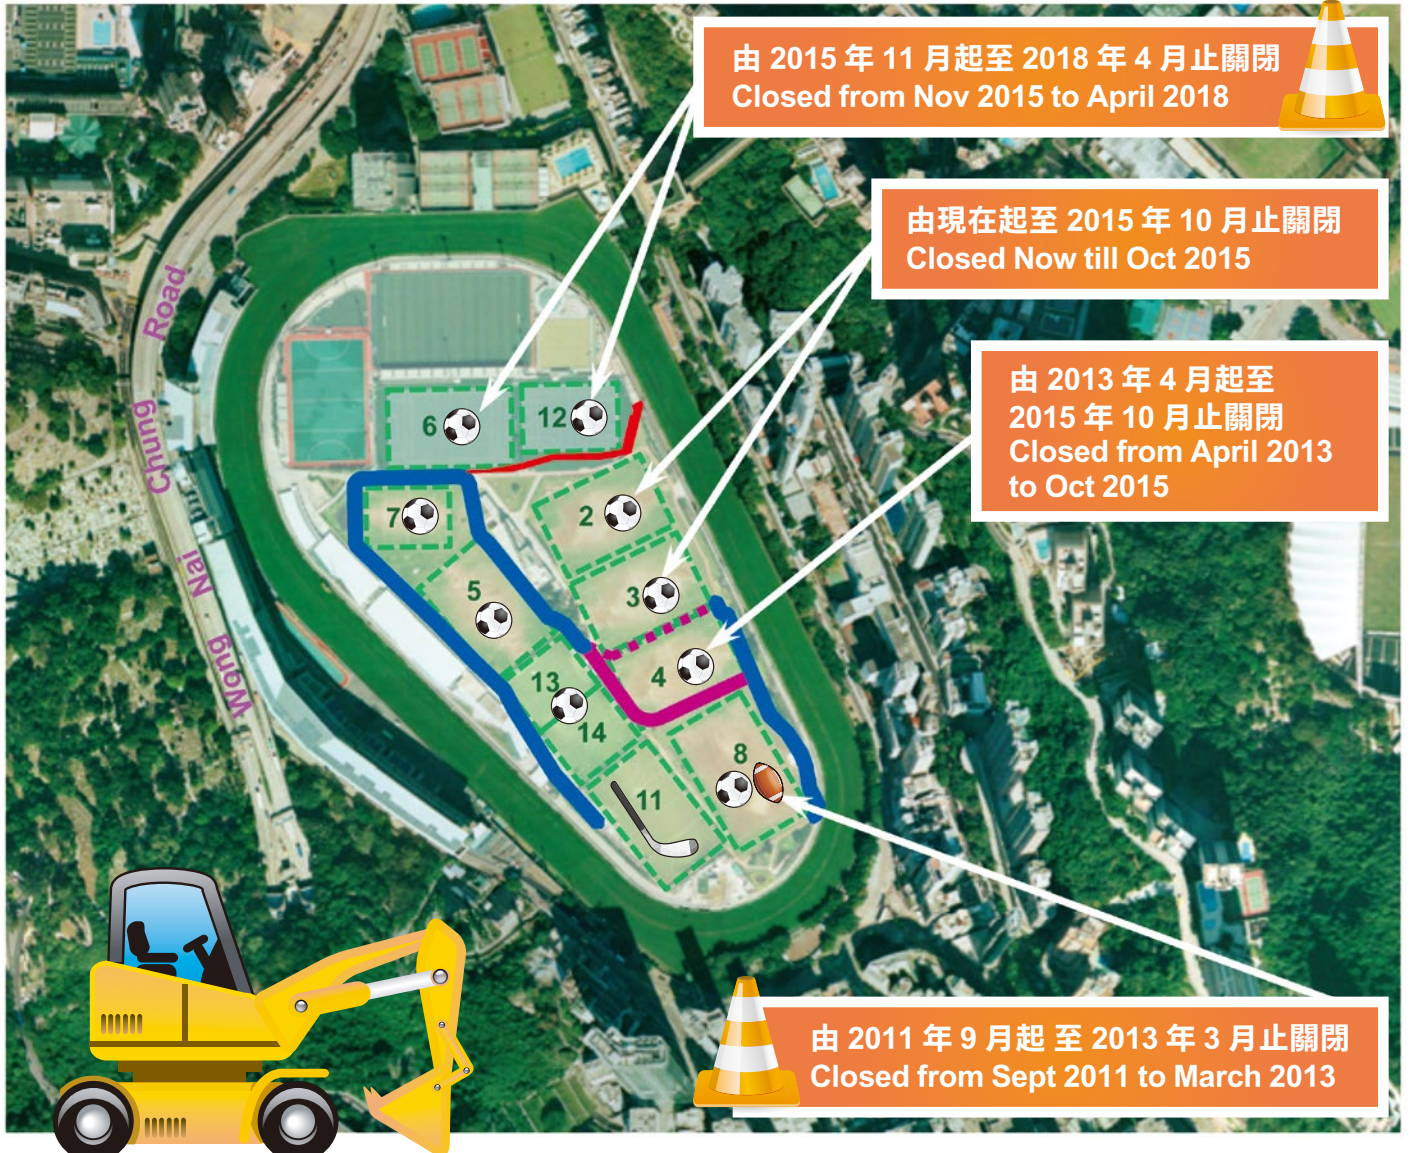 由 2015 年 11 月起至 2018 年 4 月止關閉
Closed from Nov 2015 to April 2018
由現在起至 2015 年 10 月止關閉
Closed Now till Oct 2015
由 2013 年 4 月起至
2015 年 10 月止關閉
Closed from April 2013
to Oct 2015
Wong Nai Chung Road
6
12
7
2
5
3
13
4
14
8
11
由 2011 年 9 月起 至 2013 年 3 月止關閉
Closed from Sept 2011 to March 2013